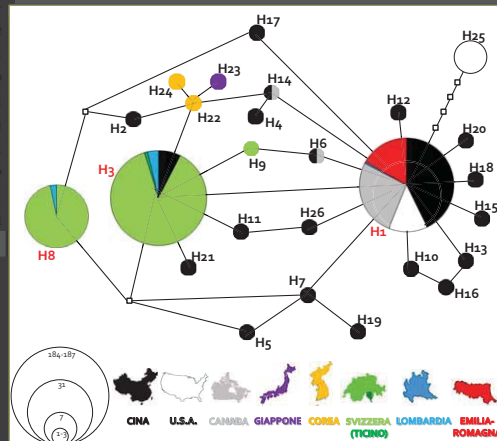 H17
H25
H24
H23
H14
H12
H2
H22
H4
H20
H3
H9
H6
H18
H15
H8
H11
H26
H1
H21
H10
H13
H7
H16
H5
H19
184-187
31
7
1-3
CINA
U.S.A.
CANADA
GIAPPONE
COREA
SVIZZERA
(TICINO)
LOMBARDIA
EMILIA-
ROMAGNA